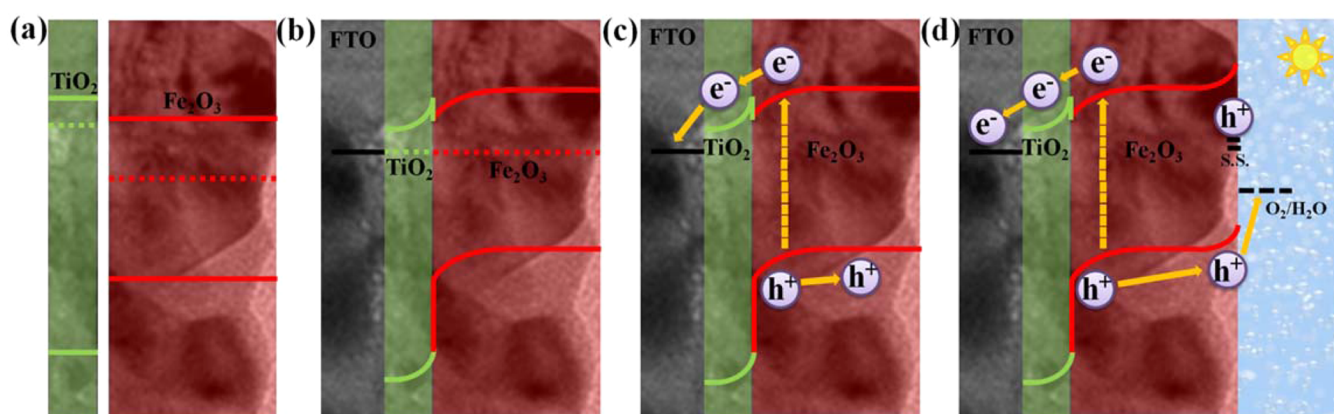 (a)
TiO₂
Fe₂O₃
(b)
FTO
TiO₂
Fe₂O₃
(c)
FTO
e⁻
e⁻
TiO₂
Fe₂O₃
h⁺
h⁺
(d)
FTO
e⁻
e⁻
e⁻
TiO₂
Fe₂O₃
h⁺
S.S.
O₂/H₂O
h⁺
h⁺